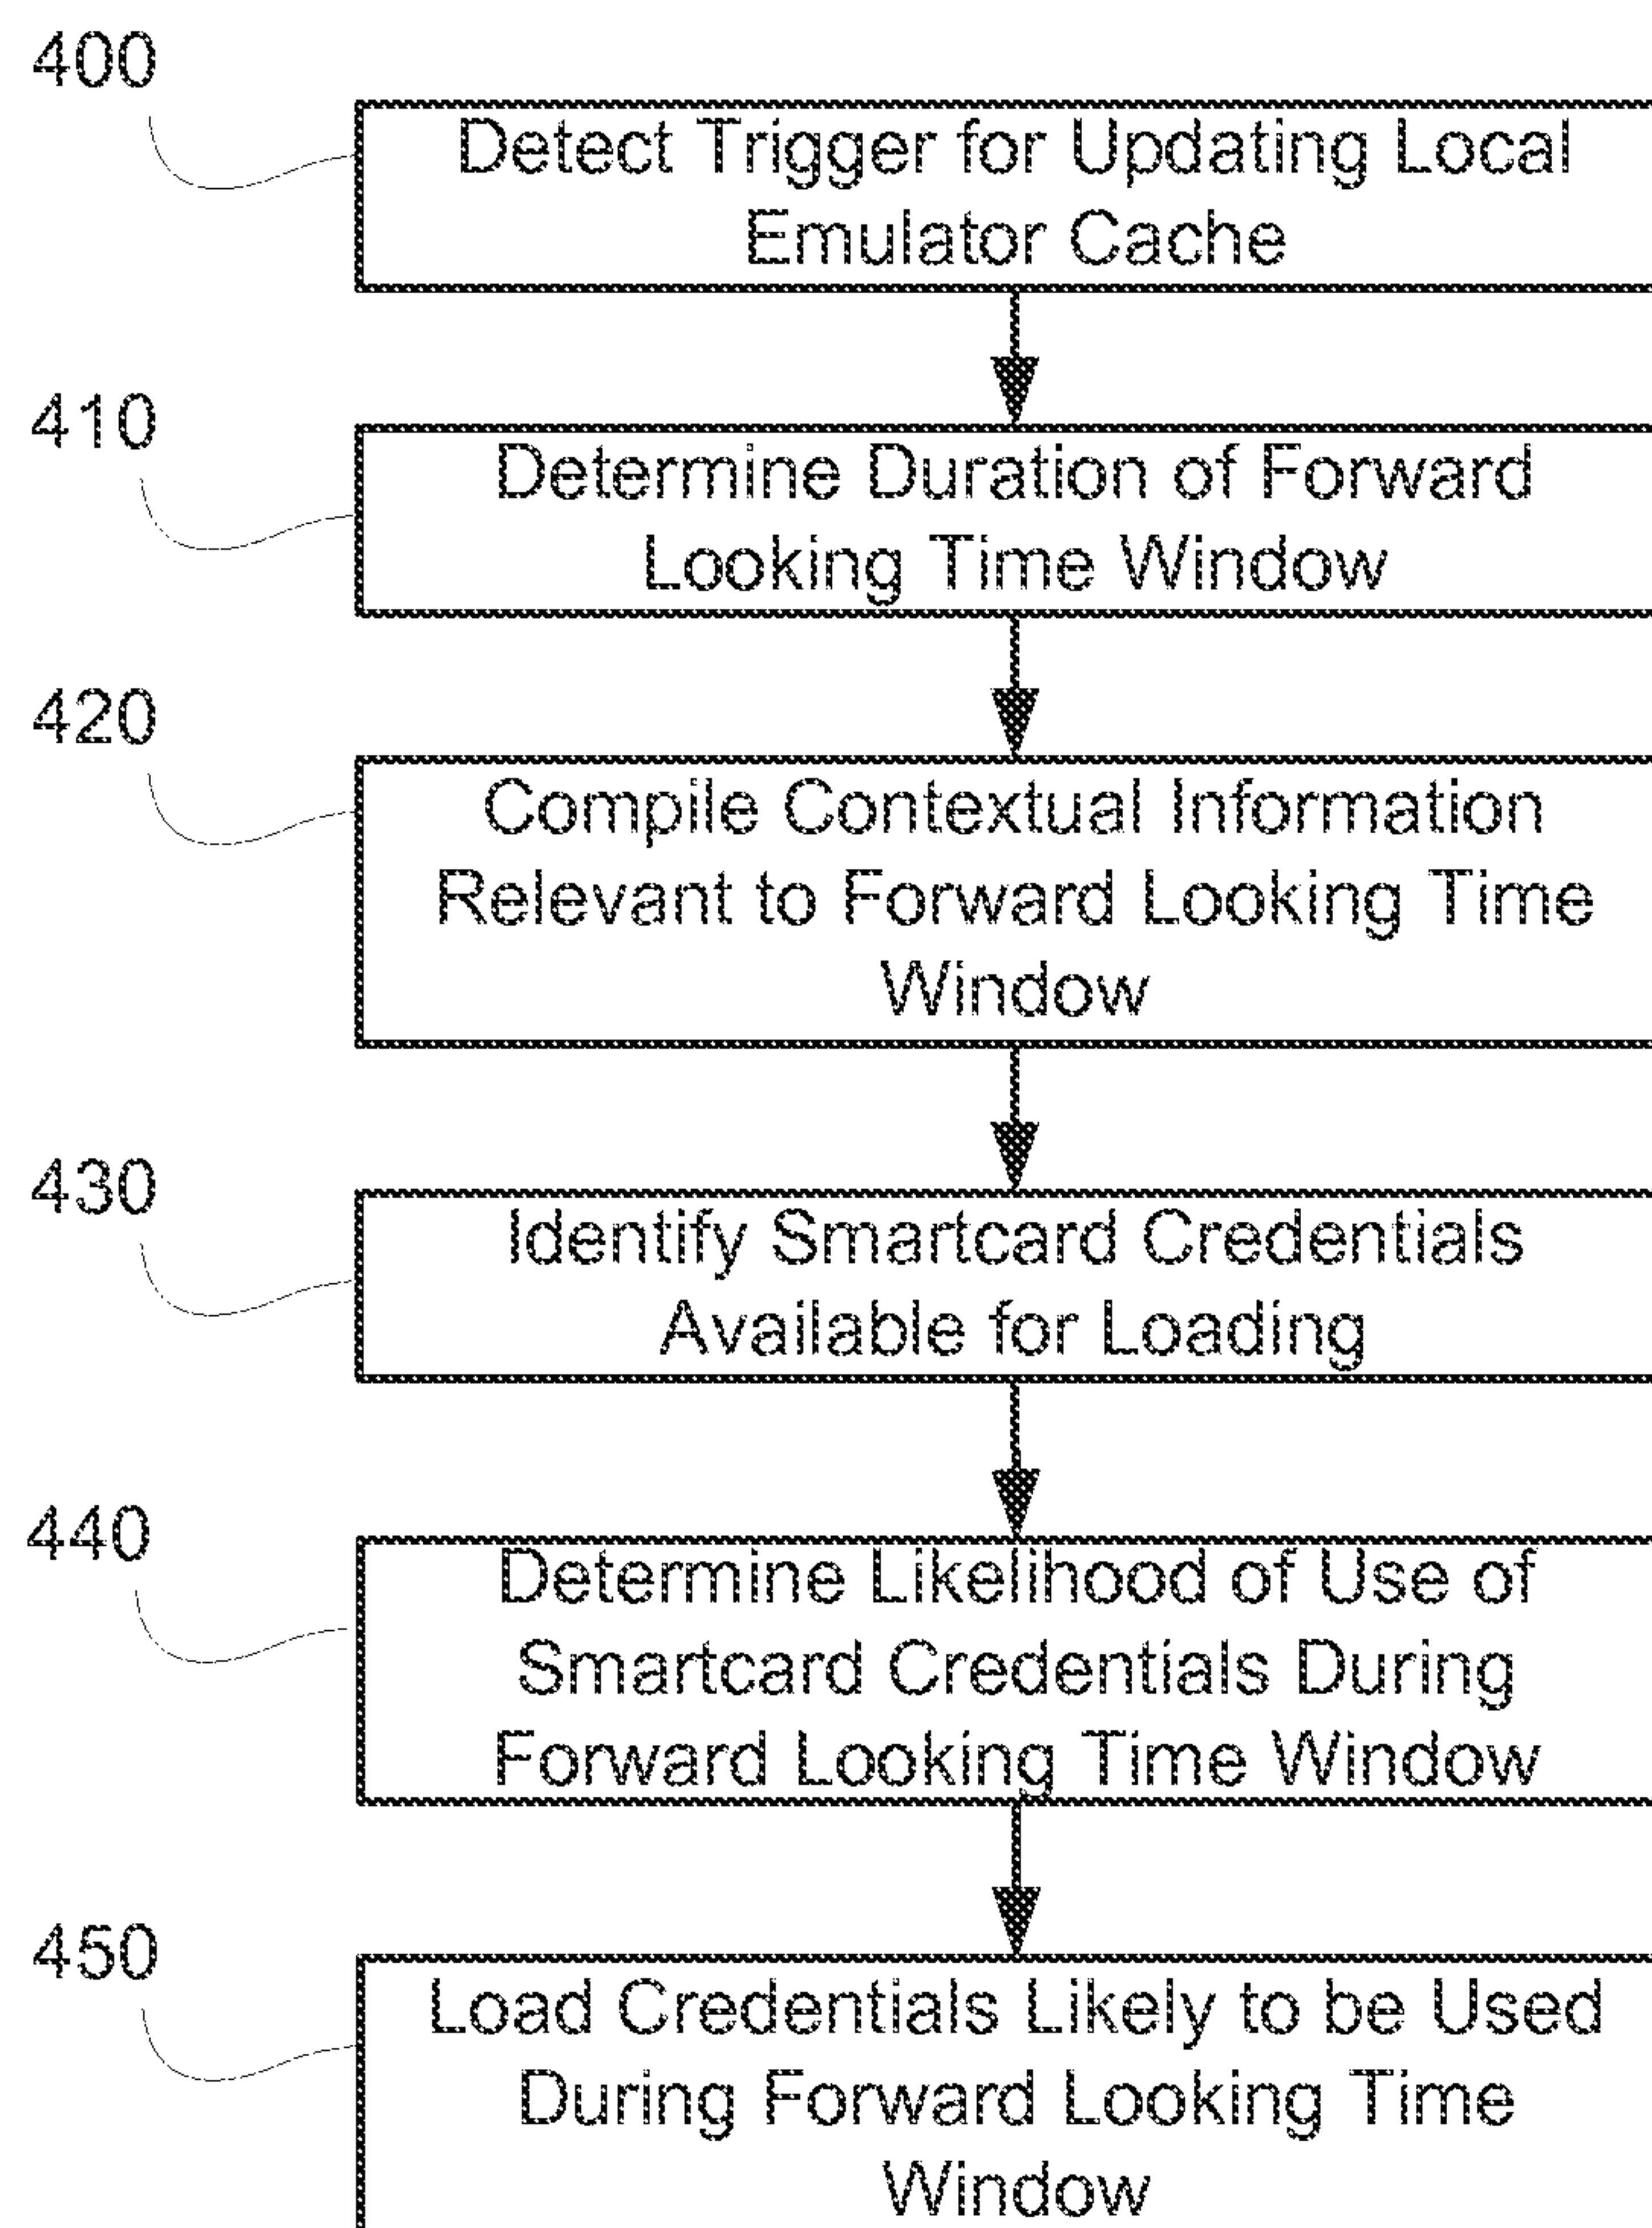 400
Detect Trigger for Updating Local
Emulator Cache
410
Determine Duration of Forward
Looking Time Window
420
Compile Contextual Information
Relevant to Forward Looking Time
Window
430
Identify Smartcard Credentials
Available for Loading
440
Determine Likelihood of Use of
Smartcard Credentials During
Forward Looking Time Window
450
Load Credentials Likely to be Used
During Forward Looking Time
Window